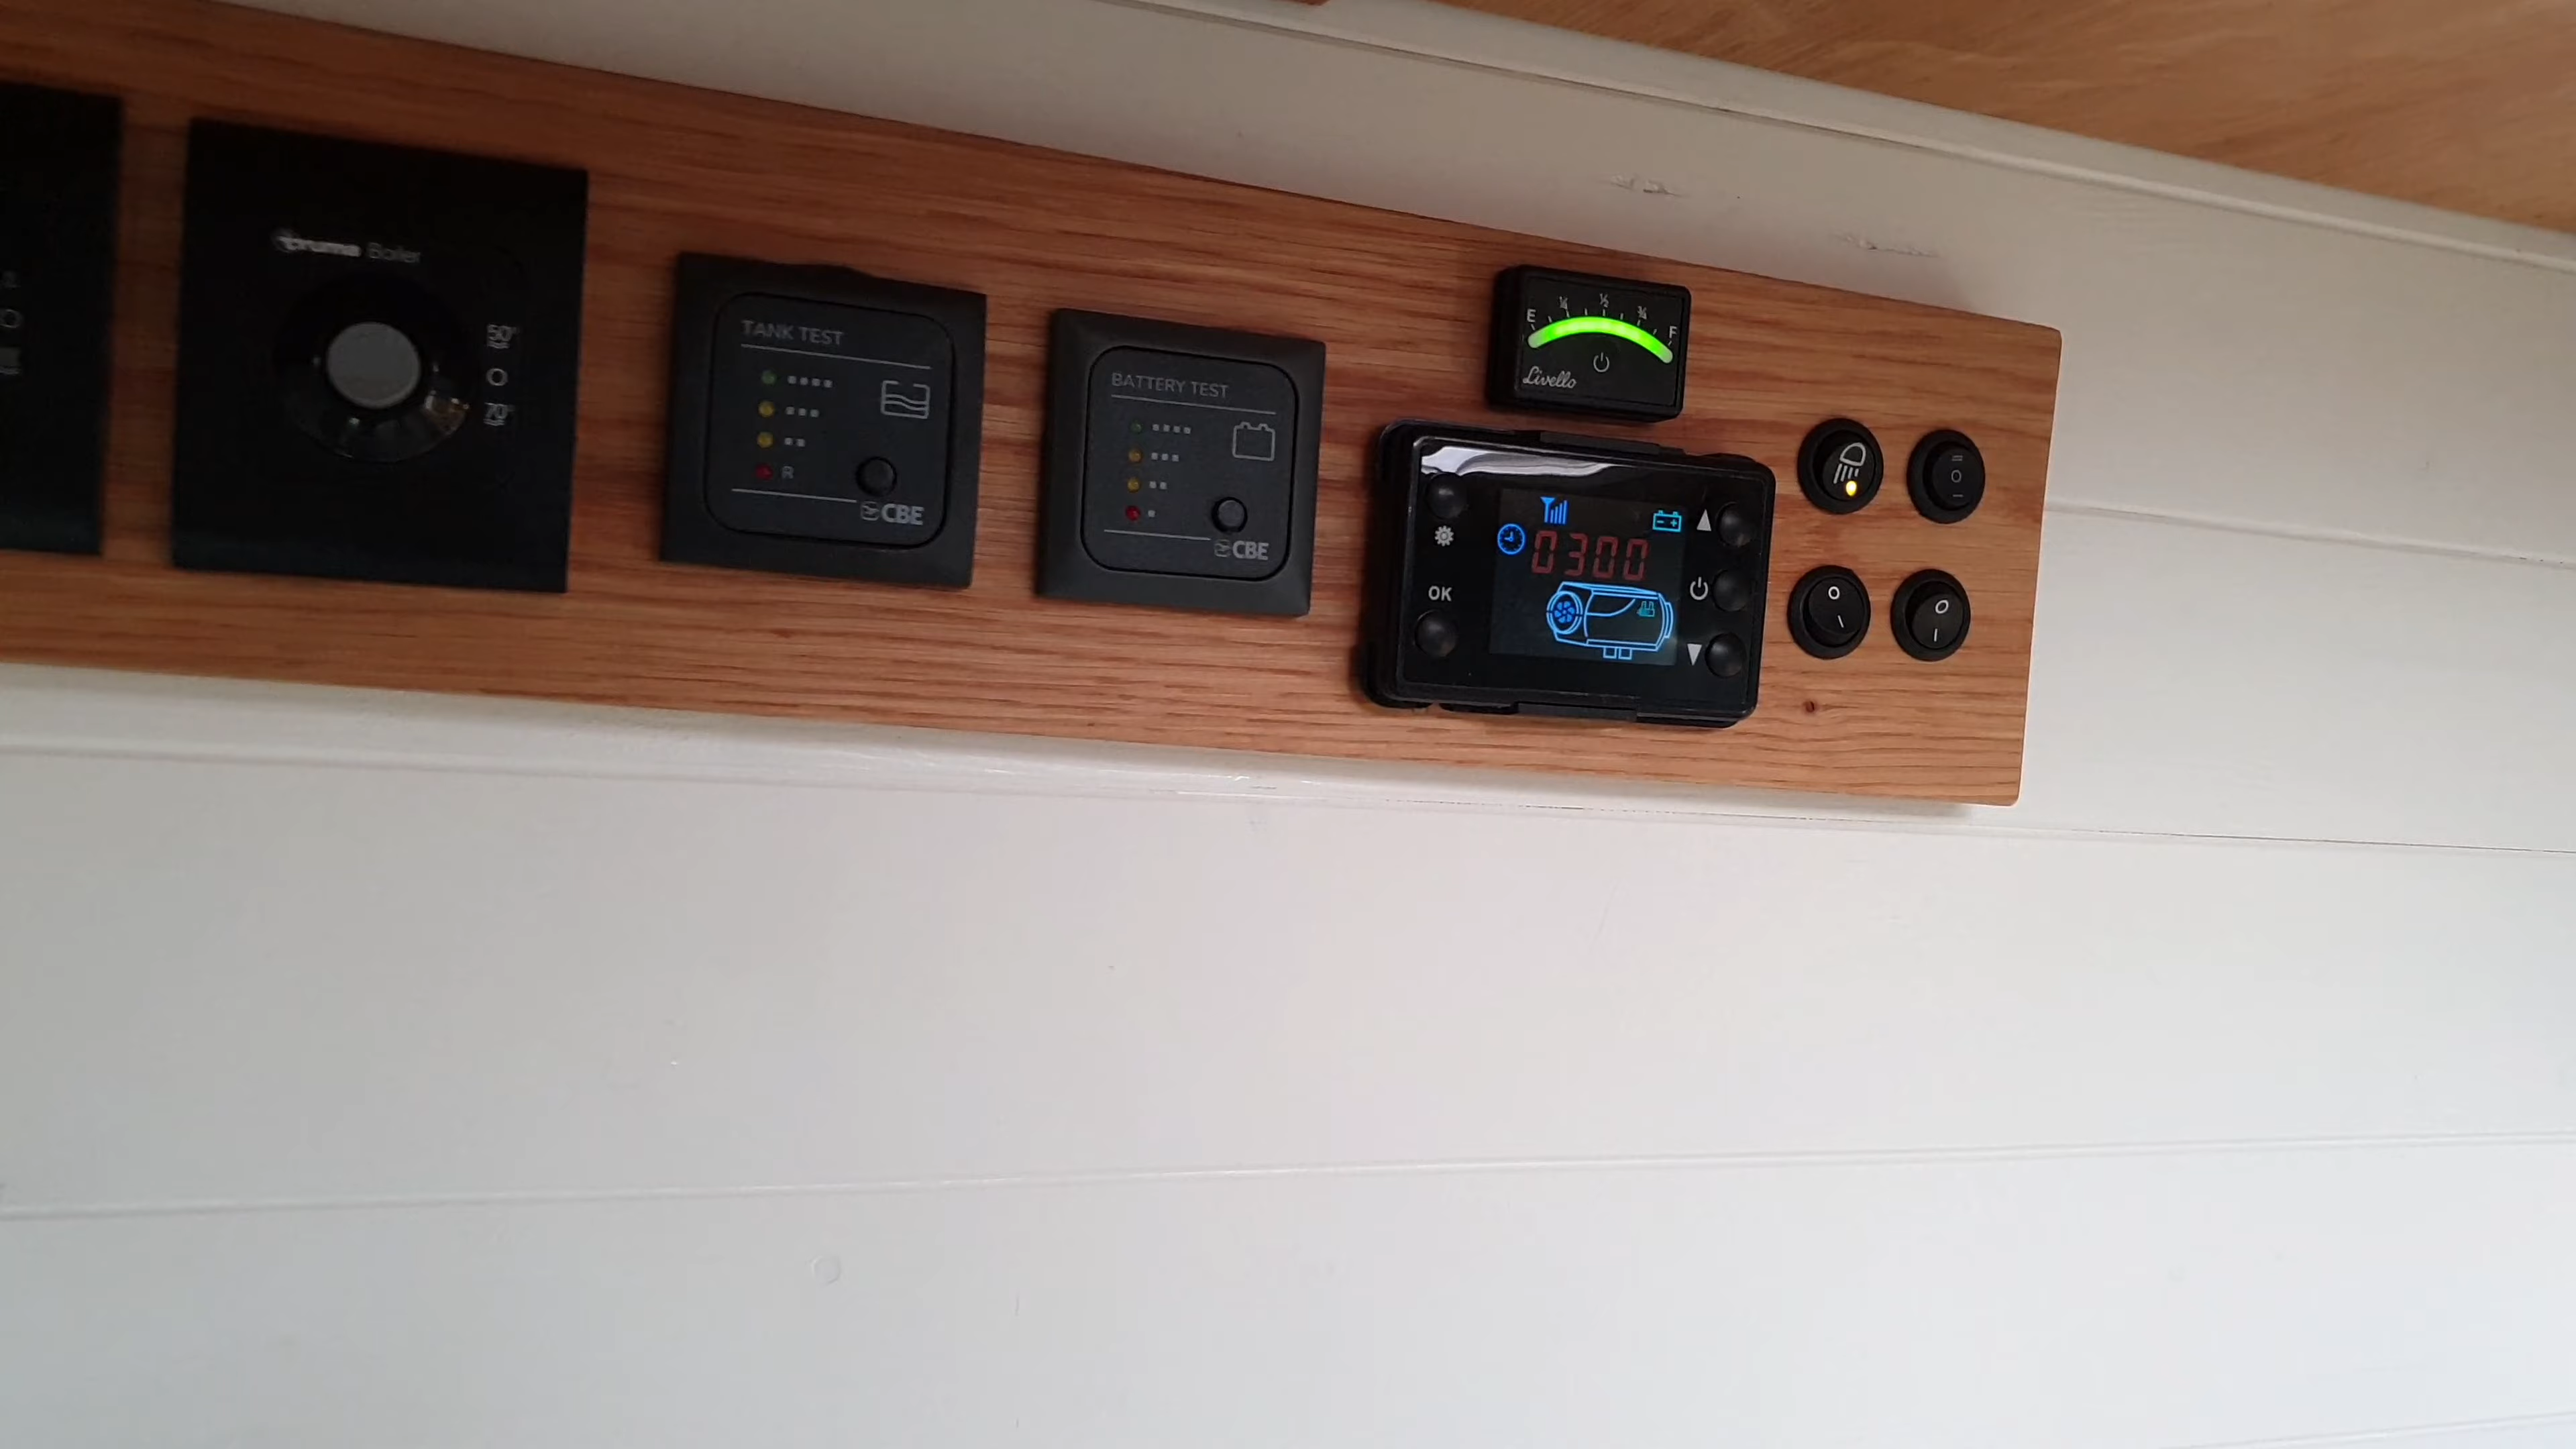 truma Boiler
50°
70°
TANK TEST
R
CBE
BATTERY TEST
CBE
E ¼ ½ ¾ F
Livello
0300
OK